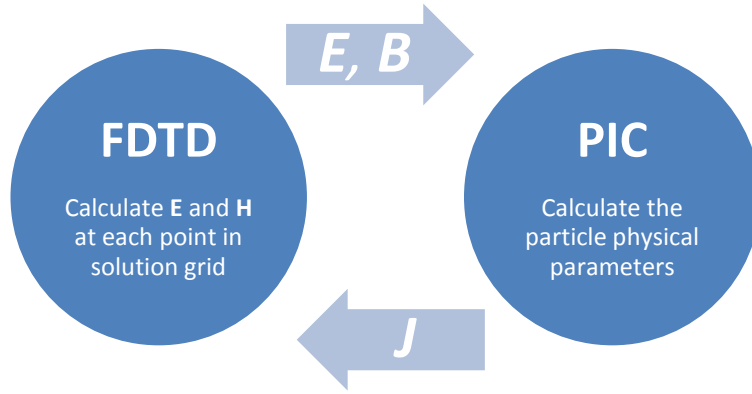 E, B
FDTD
Calculate E and H
at each point in
solution grid
PIC
Calculate the
particle physical
parameters
J